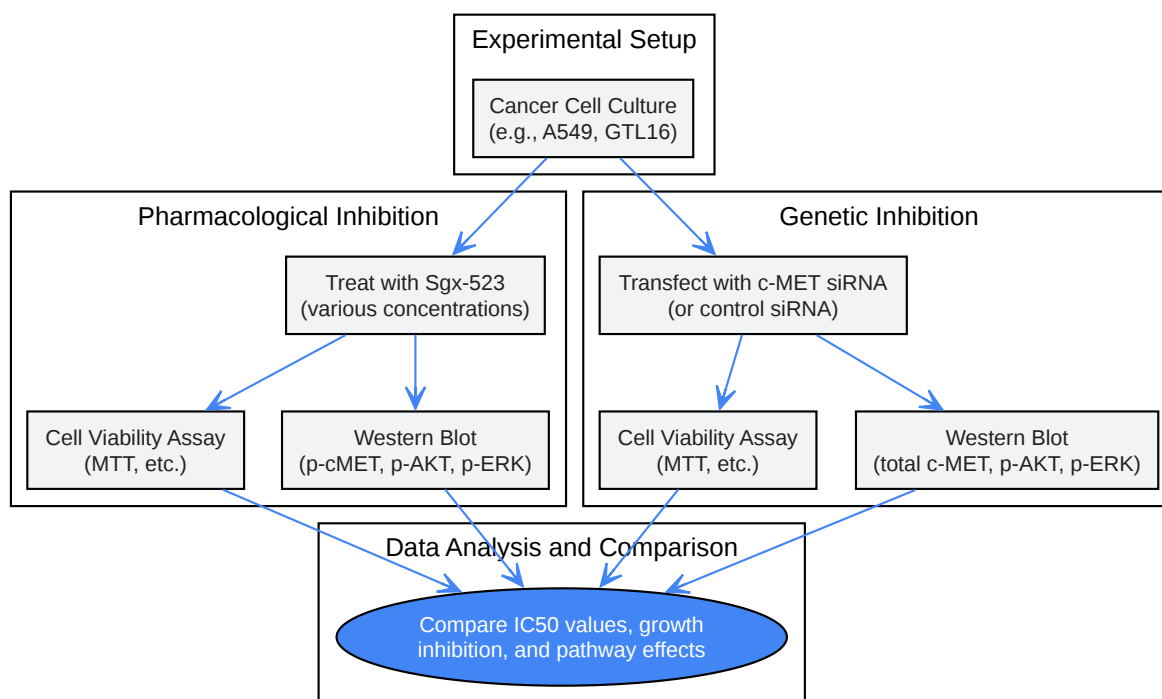 Experimental Setup
Cancer Cell Culture
(e.g., A549, GTL16)
Pharmacological Inhibition
Treat with Sgx-523
(various concentrations)
Cell Viability Assay
(MTT, etc.)
Western Blot
(p-cMET, p-AKT, p-ERK)
Genetic Inhibition
Transfect with c-MET siRNA
(or control siRNA)
Cell Viability Assay
(MTT, etc.)
Western Blot
(total c-MET, p-AKT, p-ERK)
Data Analysis and Comparison
Compare IC50 values, growth
inhibition, and pathway effects